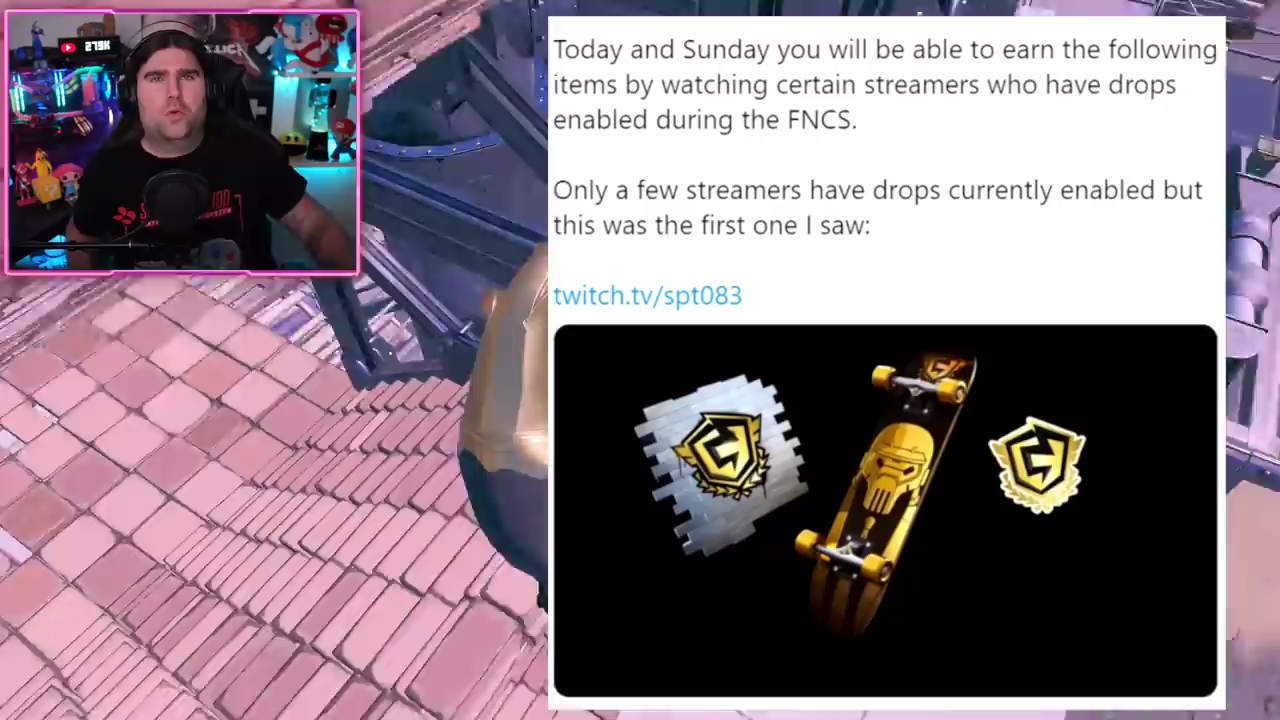 279K
Today and Sunday you will be able to earn the following
items by watching certain streamers who have drops
enabled during the FNCS.
Only a few streamers have drops currently enabled but
this was the first one I saw:
twitch.tv/spt083